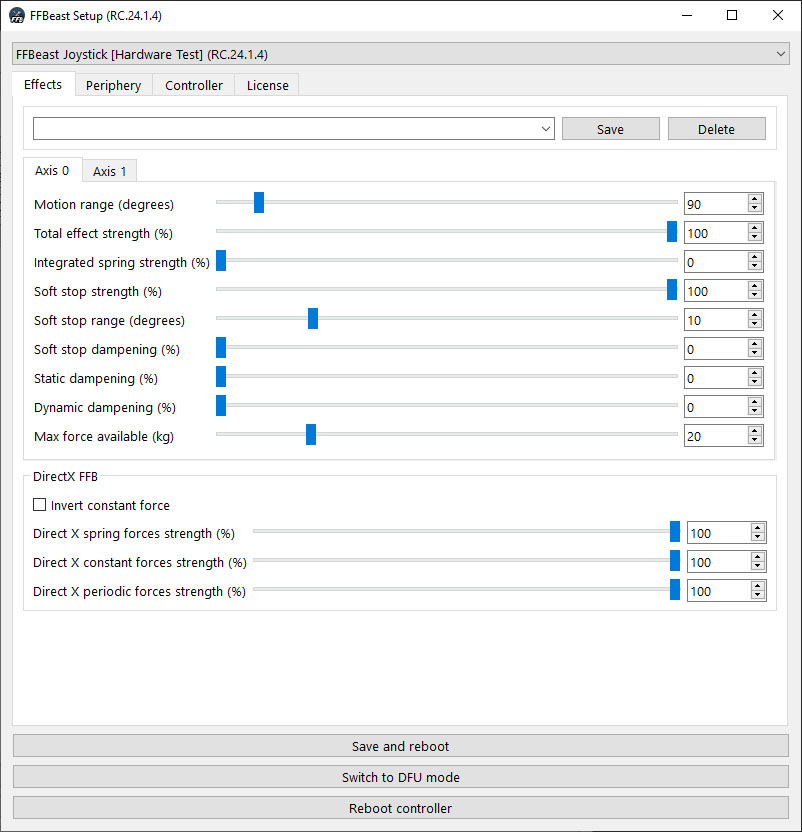 FFBeast Setup (RC.24.1.4)
FFBeast Joystick [Hardware Test] (RC.24.1.4)
Effects Periphery Controller License
Save Delete
Axis 0 Axis 1
Motion range (degrees) 90
Total effect strength (%) 100
Integrated spring strength (%) 0
Soft stop strength (%) 100
Soft stop range (degrees) 10
Soft stop dampening (%) 0
Static dampening (%) 0
Dynamic dampening (%) 0
Max force available (kg) 20
DirectX FFB
Invert constant force
Direct X spring forces strength (%) 100
Direct X constant forces strength (%) 100
Direct X periodic forces strength (%) 100
Save and reboot
Switch to DFU mode
Reboot controller